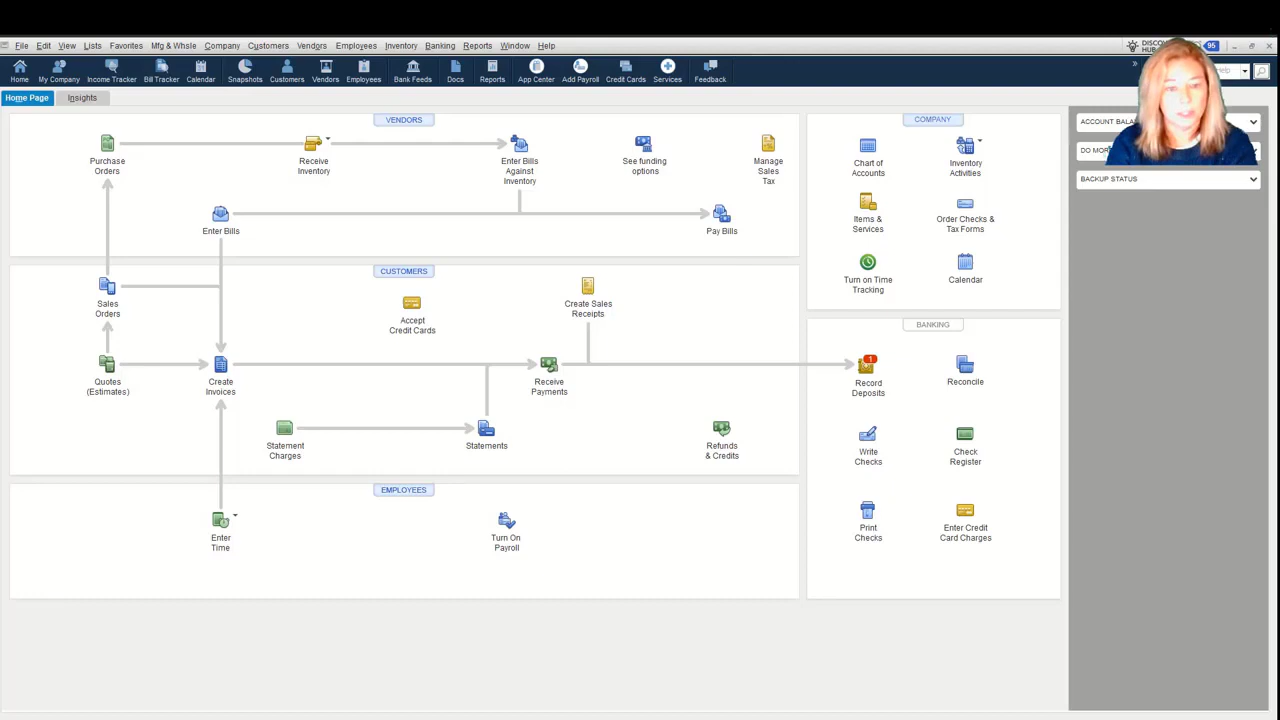 File Edit View Lists Favorites Mfg & Whsle Company Customers Vendors Employees Inventory Banking Reports Window Help
95
Home My Company Income Tracker Bill Tracker Calendar Snapshots Customers Vendors Employees Bank Feeds Docs Reports App Center Add Payroll Credit Cards Services Feedback
Home Page Insights
VENDORS
Purchase
Orders
Receive
Inventory
Enter Bills
Against
Inventory
See funding
options
Manage
Sales
Tax
Enter Bills
Pay Bills
CUSTOMERS
Sales
Orders
Accept
Credit Cards
Create Sales
Receipts
Quotes
(Estimates)
Create
Invoices
Receive
Payments
Statement
Charges
Statements
Refunds
& Credits
EMPLOYEES
Enter
Time
Turn On
Payroll
COMPANY
Chart of
Accounts
Inventory
Activities
Items &
Services
Order Checks &
Tax Forms
Turn on Time
Tracking
Calendar
BANKING
1
Record
Deposits
Reconcile
Write
Checks
Check
Register
Print
Checks
Enter Credit
Card Charges
ACCOUNT
DO
BACKUP STATUS